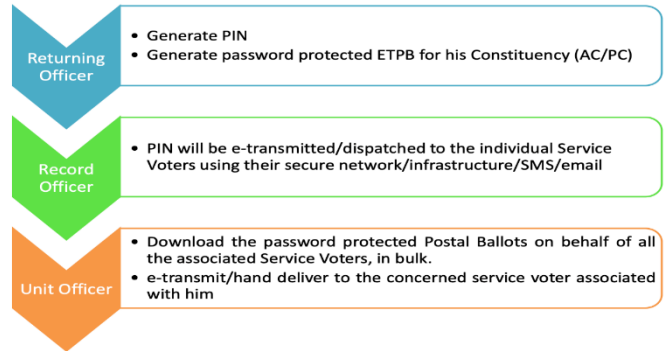 Returning
Officer
• Generate PIN
• Generate password protected ETPB for his Constituency (AC/PC)
Record
Officer
• PIN will be e-transmitted/dispatched to the individual Service
Voters using their secure network/infrastructure/SMS/email
Unit Officer
• Download the password protected Postal Ballots on behalf of all
the associated Service Voters, in bulk.
• e-transmit/hand deliver to the concerned service voter associated
with him